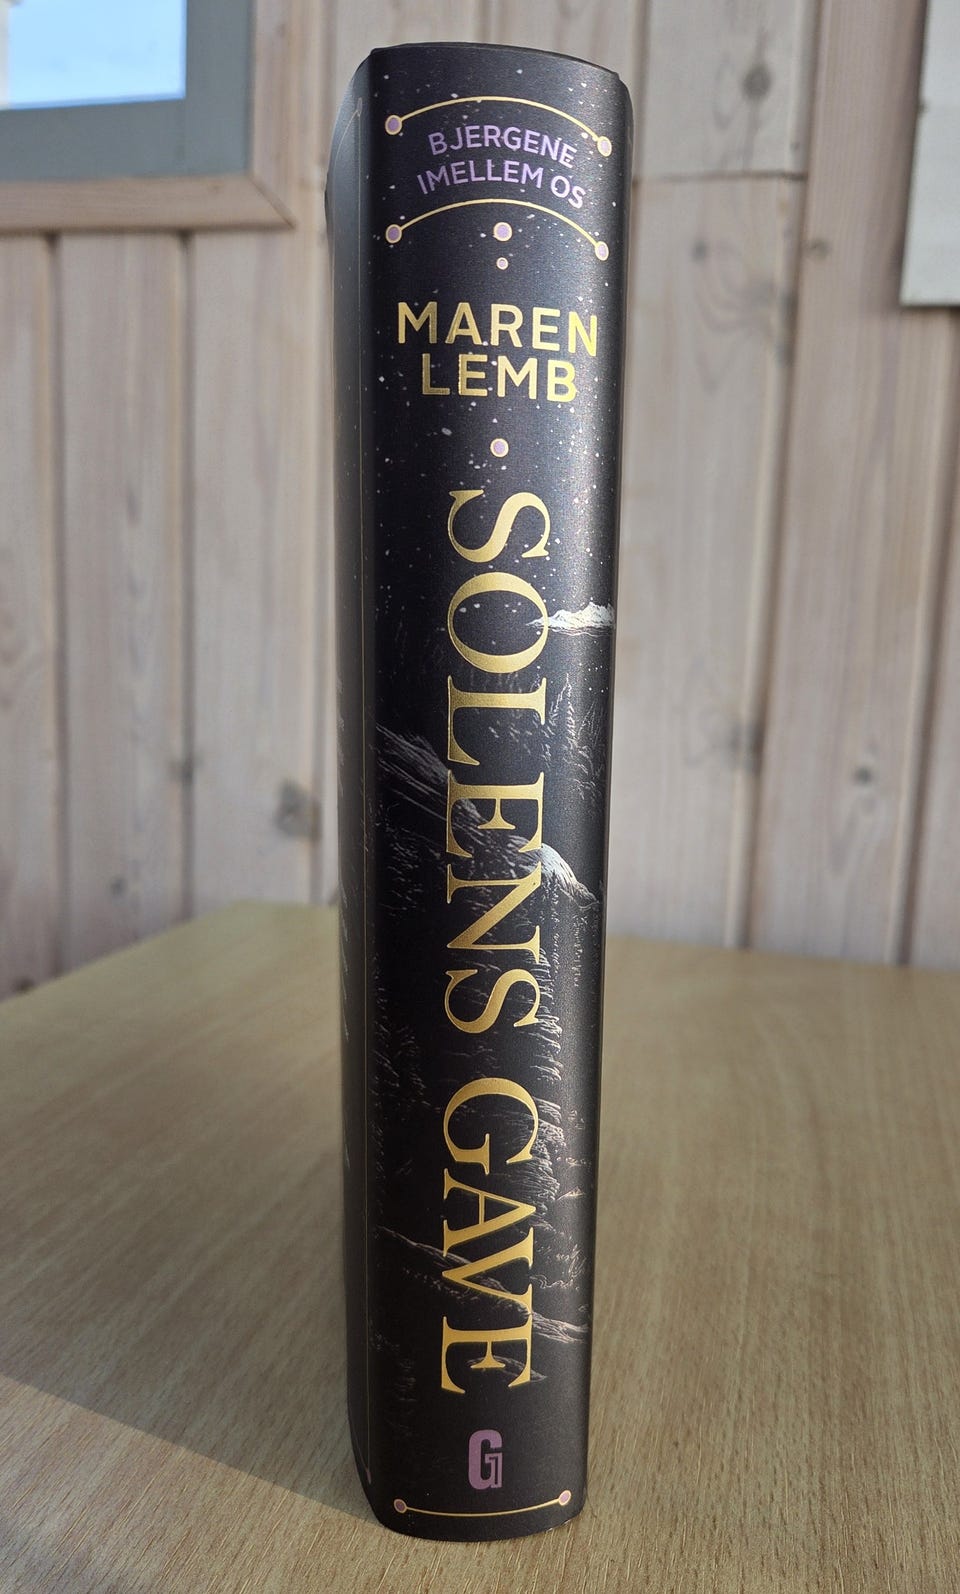 BJERGENE
IMELLEM OS
MAREN
LEMB
SOLENS GAVE
G